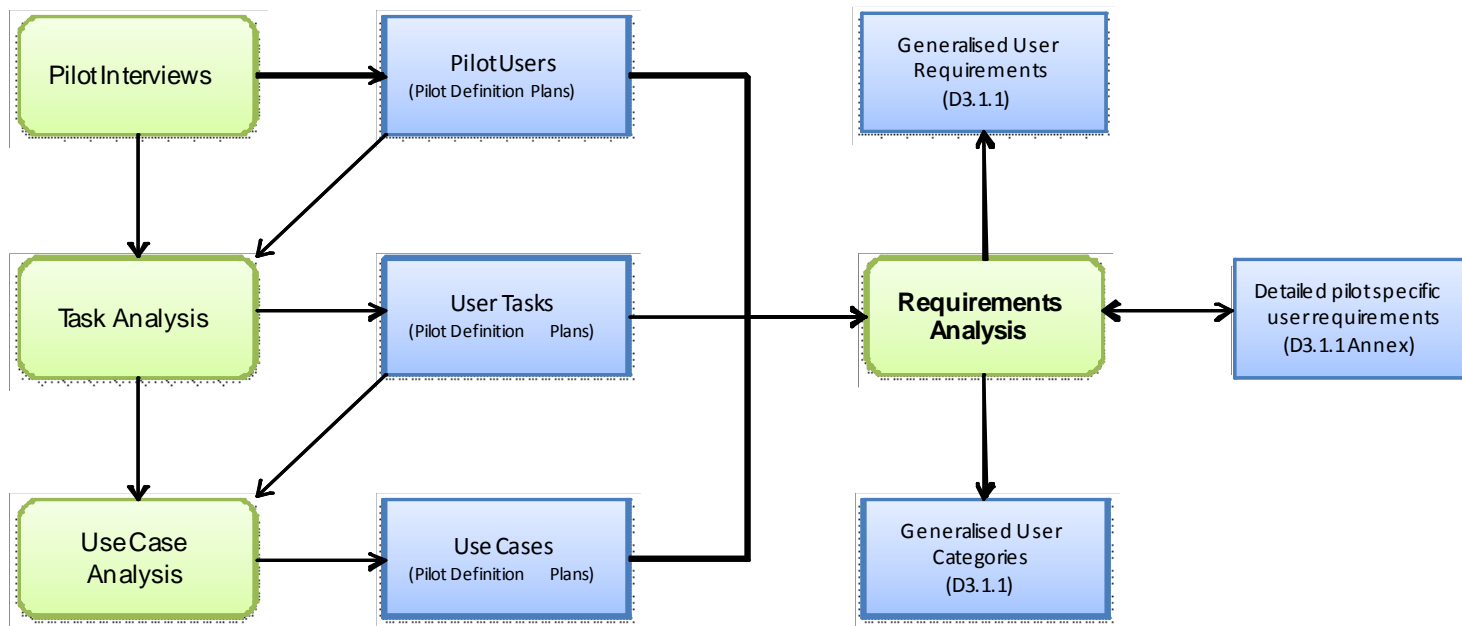 Pilot Interviews
Pilot Users
(Pilot Definition Plans)
Generalised User
Requirements
(D3.1.1)
Task Analysis
User Tasks
(Pilot Definition Plans)
Requirements
Analysis
Detailed pilot specific
user requirements
(D3.1.1 Annex)
Use Case
Analysis
Use Cases
(Pilot Definition Plans)
Generalised User
Categories
(D3.1.1)